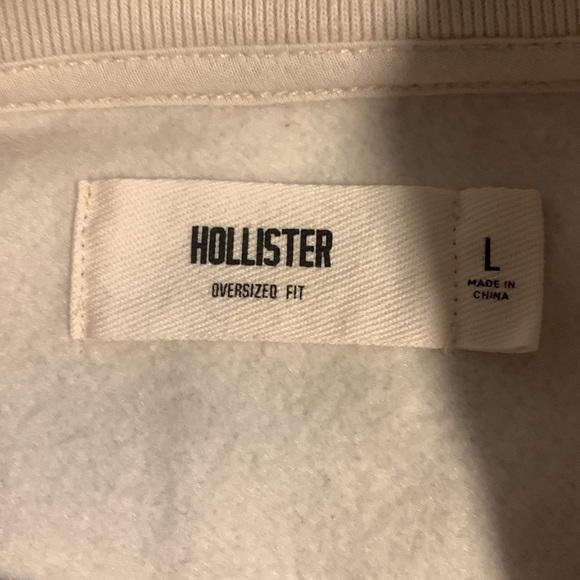 HOLLISTER
OVERSIZED FIT
L
MADE IN
CHINA